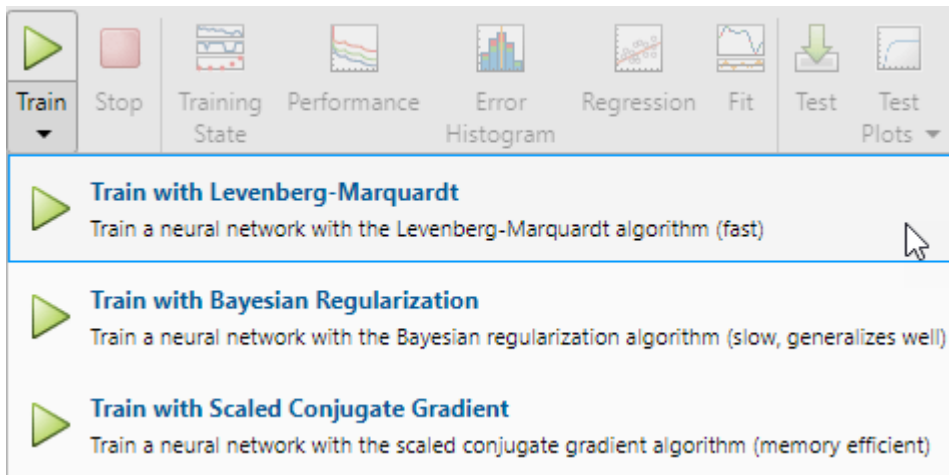 Train Stop Training State Performance Error Histogram Regression Fit Test Test Plots
Train with Levenberg-Marquardt
Train a neural network with the Levenberg-Marquardt algorithm (fast)
Train with Bayesian Regularization
Train a neural network with the Bayesian regularization algorithm (slow, generalizes well)
Train with Scaled Conjugate Gradient
Train a neural network with the scaled conjugate gradient algorithm (memory efficient)